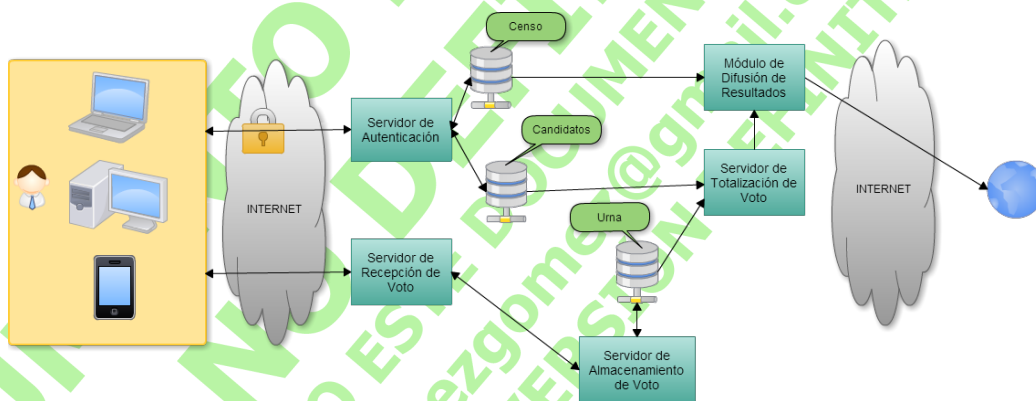 Censo
Candidatos
Urna
INTERNET
Servidor de
Autenticación
Servidor de
Recepción de
Voto
Servidor de
Almacenamiento
de Voto
Módulo de
Difusión de
Resultados
Servidor de
Totalización de
Voto
INTERNET